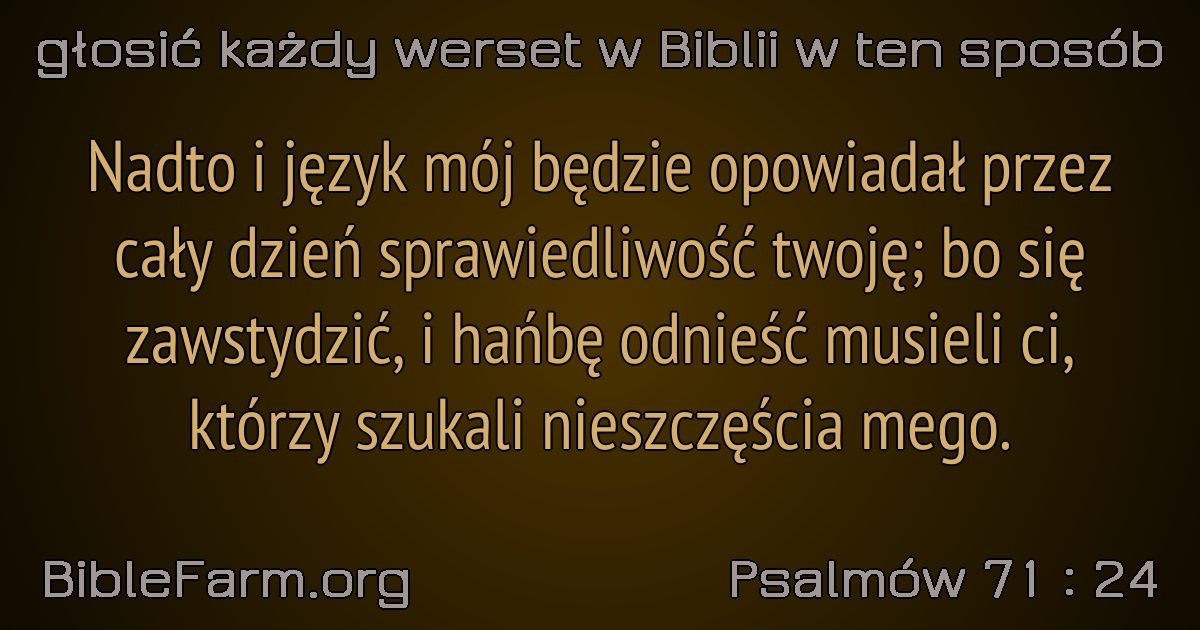 głosić każdy werset w Biblii w ten sposób
Nadto i język mój będzie opowiadał przez
cały dzień sprawiedliwość twoję; bo się
zawstydzić, i hańbę odnieść musieli ci,
którzy szukali nieszczęścia mego.
BibleFarm.org
Psalmów 71 : 24